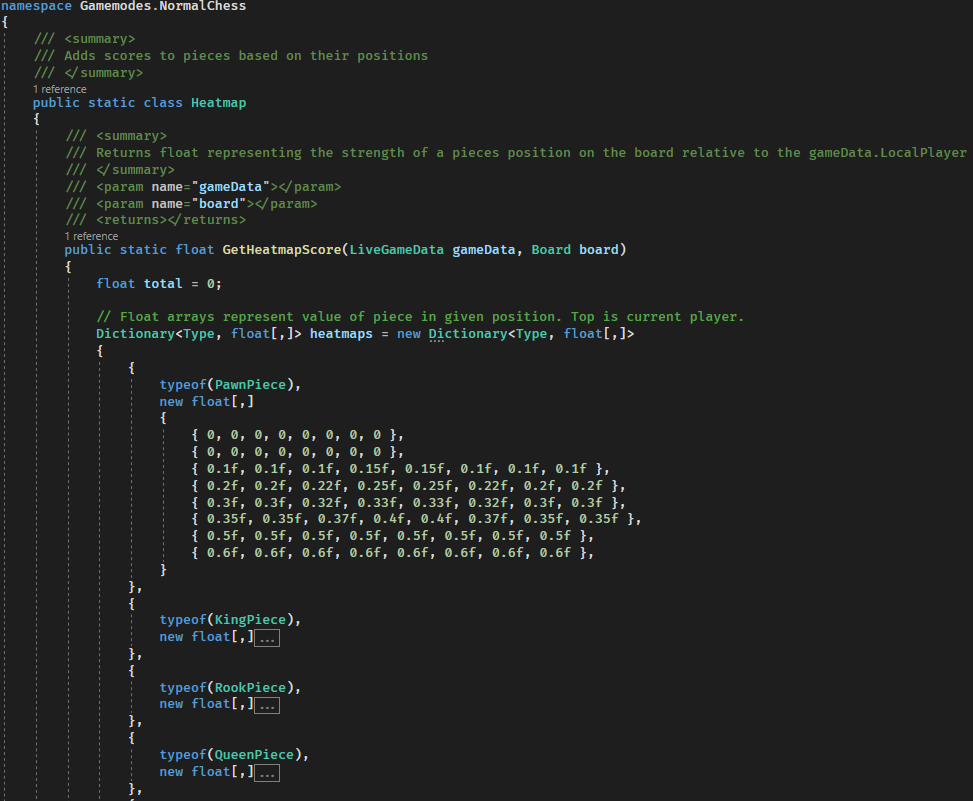 namespace Gamemodes.NormalChess
{
/// <summary>
/// Adds scores to pieces based on their positions
/// </summary>
1 reference
public static class Heatmap
{
/// <summary>
/// Returns float representing the strength of a pieces position on the board relative to the gameData.LocalPlayer
/// </summary>
/// <param name="gameData"></param>
/// <param name="board"></param>
/// <returns></returns>
1 reference
public static float GetHeatmapScore(LiveGameData gameData, Board board)
{
float total = 0;
// Float arrays represent value of piece in given position. Top is current player.
Dictionary<Type, float[,]> heatmaps = new Dictionary<Type, float[,]>
{
{
typeof(PawnPiece),
new float[,]
{
{ 0, 0, 0, 0, 0, 0, 0, 0 },
{ 0, 0, 0, 0, 0, 0, 0, 0 },
{ 0.1f, 0.1f, 0.1f, 0.15f, 0.15f, 0.1f, 0.1f, 0.1f },
{ 0.2f, 0.2f, 0.22f, 0.25f, 0.25f, 0.22f, 0.2f, 0.2f },
{ 0.3f, 0.3f, 0.32f, 0.33f, 0.33f, 0.32f, 0.3f, 0.3f },
{ 0.35f, 0.35f, 0.37f, 0.4f, 0.4f, 0.37f, 0.35f, 0.35f },
{ 0.5f, 0.5f, 0.5f, 0.5f, 0.5f, 0.5f, 0.5f, 0.5f },
{ 0.6f, 0.6f, 0.6f, 0.6f, 0.6f, 0.6f, 0.6f, 0.6f },
}
},
{
typeof(KingPiece),
new float[,]...
},
{
typeof(RookPiece),
new float[,]...
},
{
typeof(QueenPiece),
new float[,]...
},